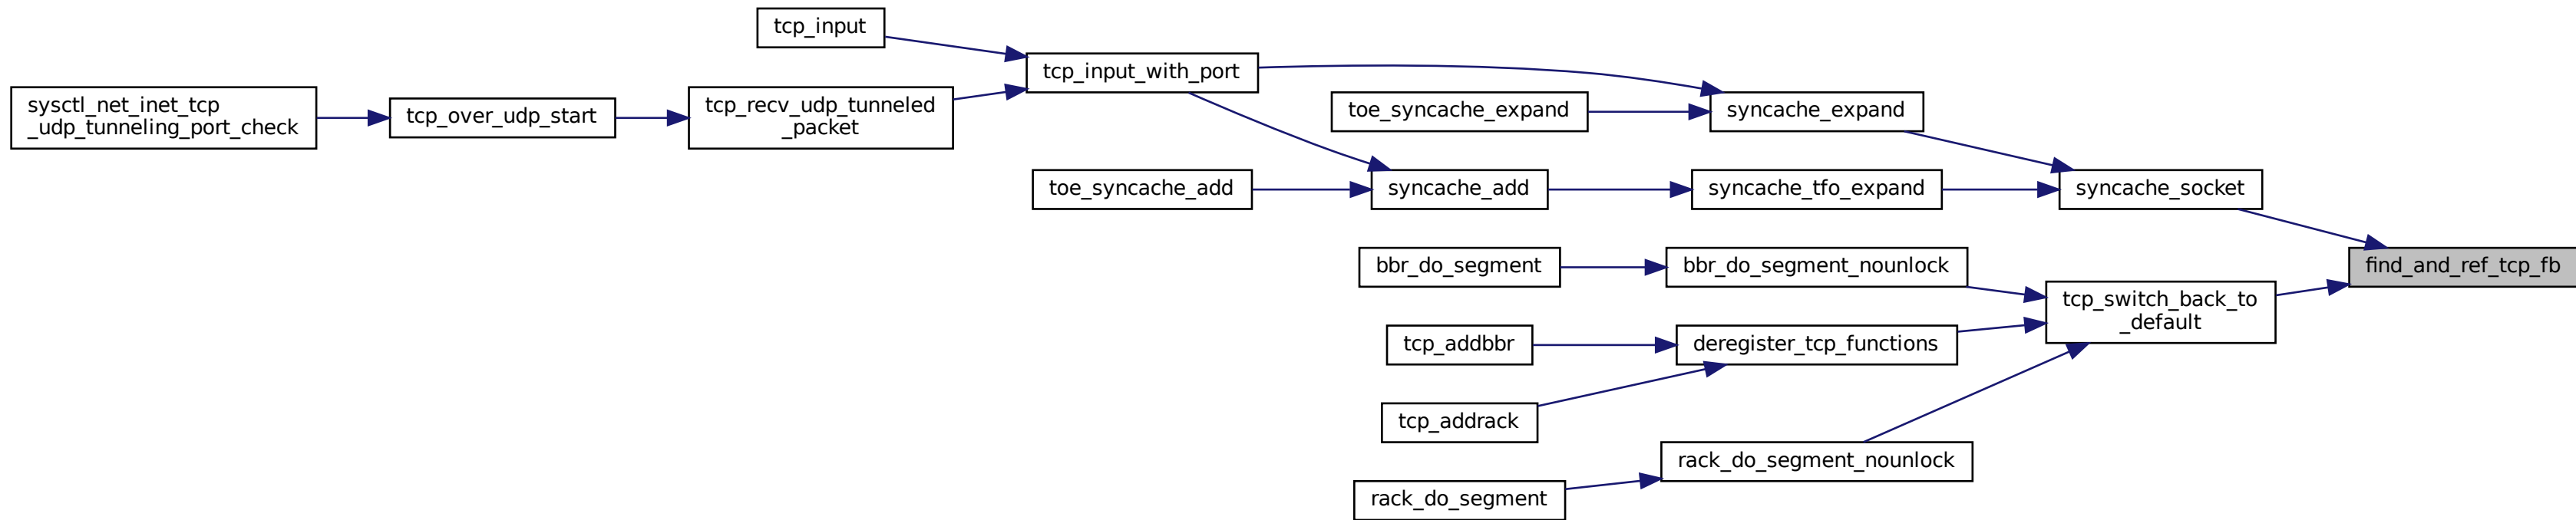 tcp_input
tcp_input_with_port
sysctl_net_inet_tcp
_udp_tunneling_port_check
tcp_over_udp_start
tcp_recv_udp_tunneled
_packet
toe_syncache_expand
syncache_expand
toe_syncache_add
syncache_add
syncache_tfo_expand
syncache_socket
bbr_do_segment
bbr_do_segment_nounlock
find_and_ref_tcp_fb
tcp_switch_back_to
_default
tcp_addbbr
deregister_tcp_functions
tcp_addrack
rack_do_segment_nounlock
rack_do_segment